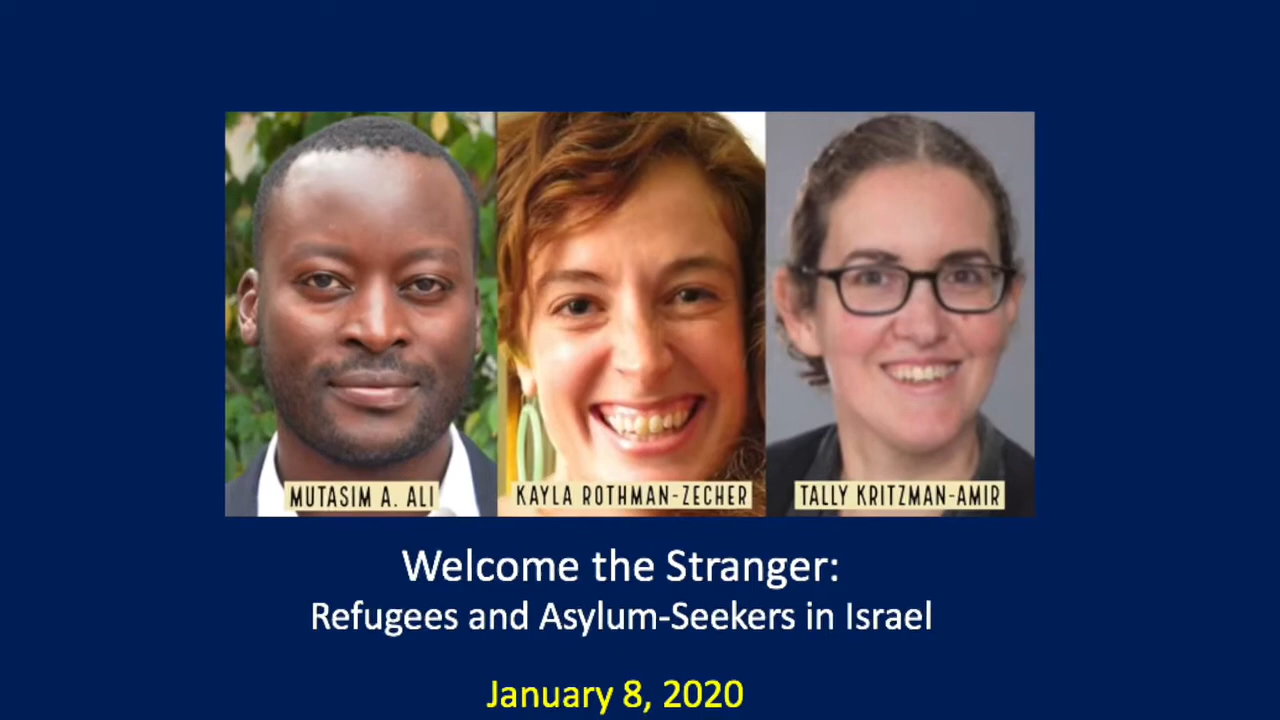 MUTASIM A. ALI
KAYLA ROTHMAN-ZECHER
TALLY KRITZMAN-AMIR
Welcome the Stranger:
Refugees and Asylum-Seekers in Israel
January 8, 2020